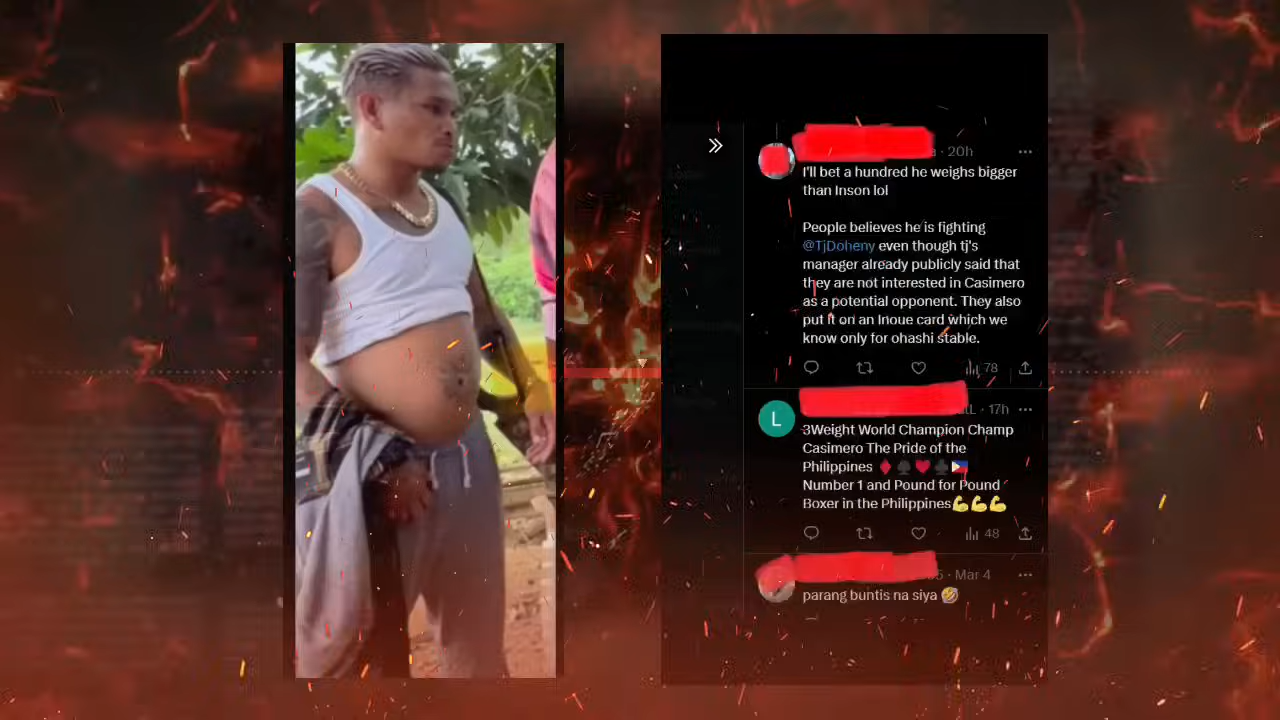 · 20h
I'll bet a hundred he weighs bigger
than Inson lol
People believes he is fighting
@TjDoheny even though tj's
manager already publicly said that
they are not interested in Casimero
as a potential opponent. They also
put it on an Inoue card which we
know only for ohashi stable.
78
L
· 17h
3Weight World Champion Champ
Casimero The Pride of the
Philippines ♦️♠️♥️♣️🇵🇭
Number 1 and Pound for Pound
Boxer in the Philippines💪💪💪
48
· Mar 4
parang buntis na siya 🤣